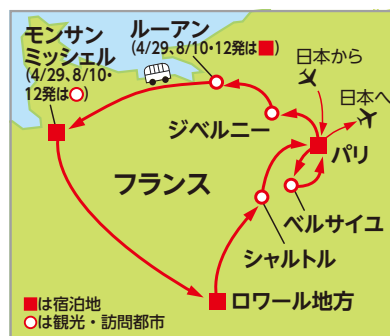 モンサン
ミッシェル
(4/29、8/10・
12発は○)
ルーアン
(4/29、8/10・12発は■)
日本から
日本へ
ジベルニー
パリ
フランス
ベルサイユ
シャルトル
ロワール地方
■は宿泊地
○は観光・訪問都市